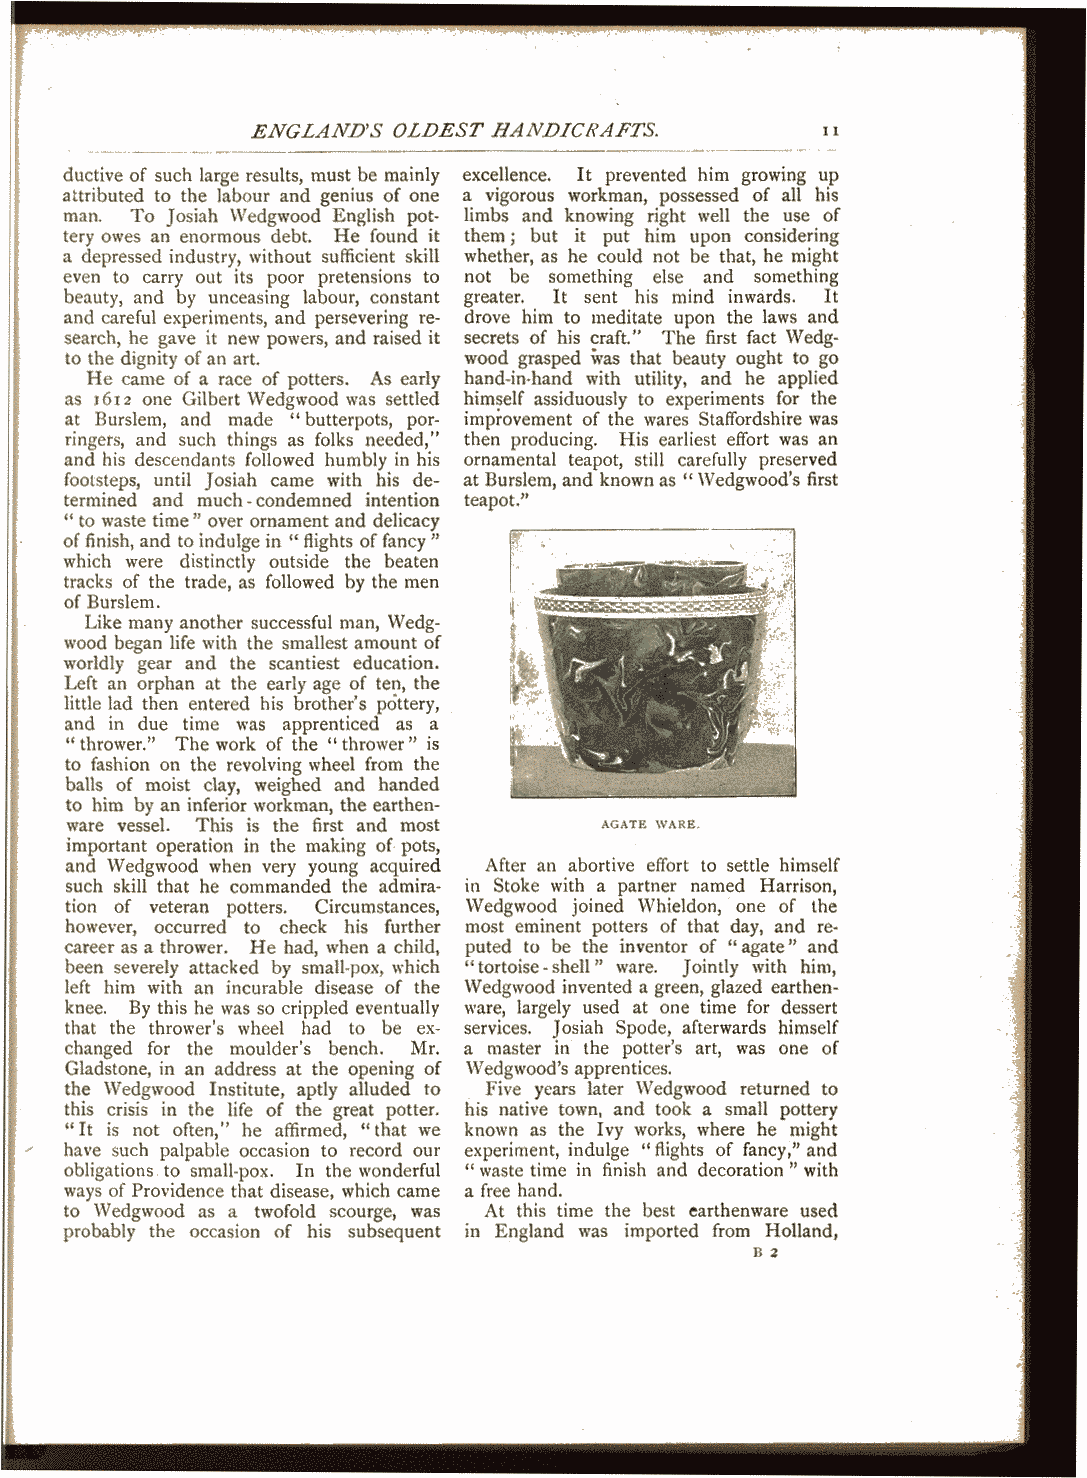 ENGLAND'S OLDEST HANDICRAFTS. 11
ductive of such large results, must be mainly
attributed to the labour and genius of one
man. To Josiah Wedgwood English pot-
tery owes an enormous debt. He found it
a depressed industry, without sufficient skill
even to carry out its poor pretensions to
beauty, and by unceasing labour, constant
and careful experiments, and persevering re-
search, he gave it new powers, and raised it
to the dignity of an art.
He came of a race of potters. As early
as 1612 one Gilbert Wedgwood was settled
at Burslem, and made "butterpots, por-
ringers, and such things as folks needed,"
and his descendants followed humbly in his
footsteps, until Josiah came with his de-
termined and much-condemned intention
"to waste time" over ornament and delicacy
of finish, and to indulge in "flights of fancy"
which were distinctly outside the beaten
tracks of the trade, as followed by the men
of Burslem.
Like many another successful man, Wedg-
wood began life with the smallest amount of
worldly gear and the scantiest education.
Left an orphan at the early age of ten, the
little lad then entered his brother's pottery,
and in due time was apprenticed as a
"thrower." The work of the "thrower" is
to fashion on the revolving wheel from the
balls of moist clay, weighed and handed
to him by an inferior workman, the earthen-
ware vessel. This is the first and most
important operation in the making of pots,
and Wedgwood when very young acquired
such skill that he commanded the admira-
tion of veteran potters. Circumstances,
however, occurred to check his further
career as a thrower. He had, when a child,
been severely attacked by small-pox, which
left him with an incurable disease of the
knee. By this he was so crippled eventually
that the thrower's wheel had to be ex-
changed for the moulder's bench. Mr.
Gladstone, in an address at the opening of
the Wedgwood Institute, aptly alluded to
this crisis in the life of the great potter.
"It is not often," he affirmed, "that we
have such palpable occasion to record our
obligations to small-pox. In the wonderful
ways of Providence that disease, which came
to Wedgwood as a twofold scourge, was
probably the occasion of his subsequent
excellence. It prevented him growing up
a vigorous workman, possessed of all his
limbs and knowing right well the use of
them; but it put him upon considering
whether, as he could not be that, he might
not be something else and something
greater. It sent his mind inwards. It
drove him to meditate upon the laws and
secrets of his craft." The first fact Wedg-
wood grasped was that beauty ought to go
hand-in-hand with utility, and he applied
himself assiduously to experiments for the
improvement of the wares Staffordshire was
then producing. His earliest effort was an
ornamental teapot, still carefully preserved
at Burslem, and known as "Wedgwood's first
teapot."
AGATE WARE.
After an abortive effort to settle himself
in Stoke with a partner named Harrison,
Wedgwood joined Whieldon, one of the
most eminent potters of that day, and re-
puted to be the inventor of "agate" and
"tortoise-shell" ware. Jointly with him,
Wedgwood invented a green, glazed earthen-
ware, largely used at one time for dessert
services. Josiah Spode, afterwards himself
a master in the potter's art, was one of
Wedgwood's apprentices.
Five years later Wedgwood returned to
his native town, and took a small pottery
known as the Ivy works, where he might
experiment, indulge "flights of fancy," and
"waste time in finish and decoration" with
a free hand.
At this time the best earthenware used
in England was imported from Holland,
B 2